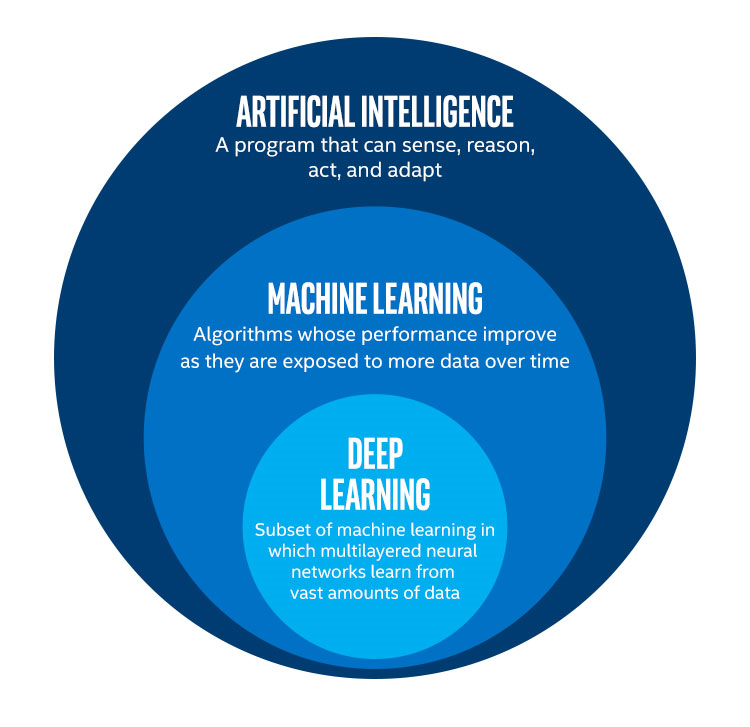 ARTIFICIAL INTELLIGENCE
A program that can sense, reason,
act, and adapt
MACHINE LEARNING
Algorithms whose performance improve
as they are exposed to more data over time
DEEP
LEARNING
Subset of machine learning in
which multilayered neural
networks learn from
vast amounts of data